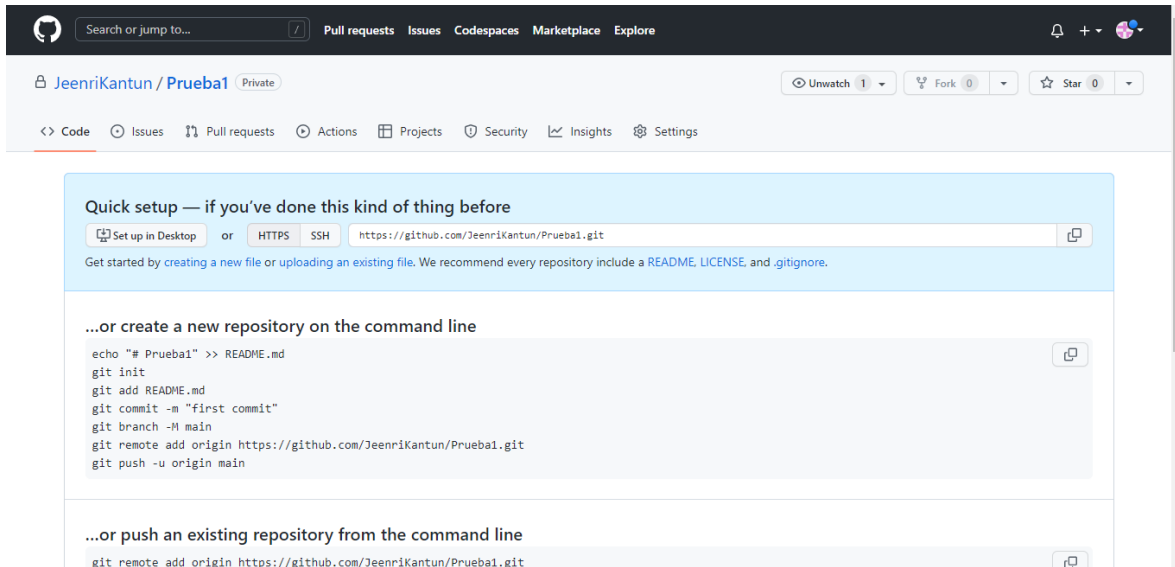 Search or jump to... / Pull requests Issues Codespaces Marketplace Explore
JeenriKantun / Prueba1 Private Unwatch 1 Fork 0 Star 0
<> Code Issues Pull requests Actions Projects Security Insights Settings
Quick setup — if you've done this kind of thing before
Set up in Desktop or HTTPS SSH https://github.com/JeenriKantun/Prueba1.git
Get started by creating a new file or uploading an existing file. We recommend every repository include a README, LICENSE, and .gitignore.
…or create a new repository on the command line
echo "# Prueba1" >> README.md
git init
git add README.md
git commit -m "first commit"
git branch -M main
git remote add origin https://github.com/JeenriKantun/Prueba1.git
git push -u origin main
…or push an existing repository from the command line
git remote add origin https://github.com/JeenriKantun/Prueba1.git